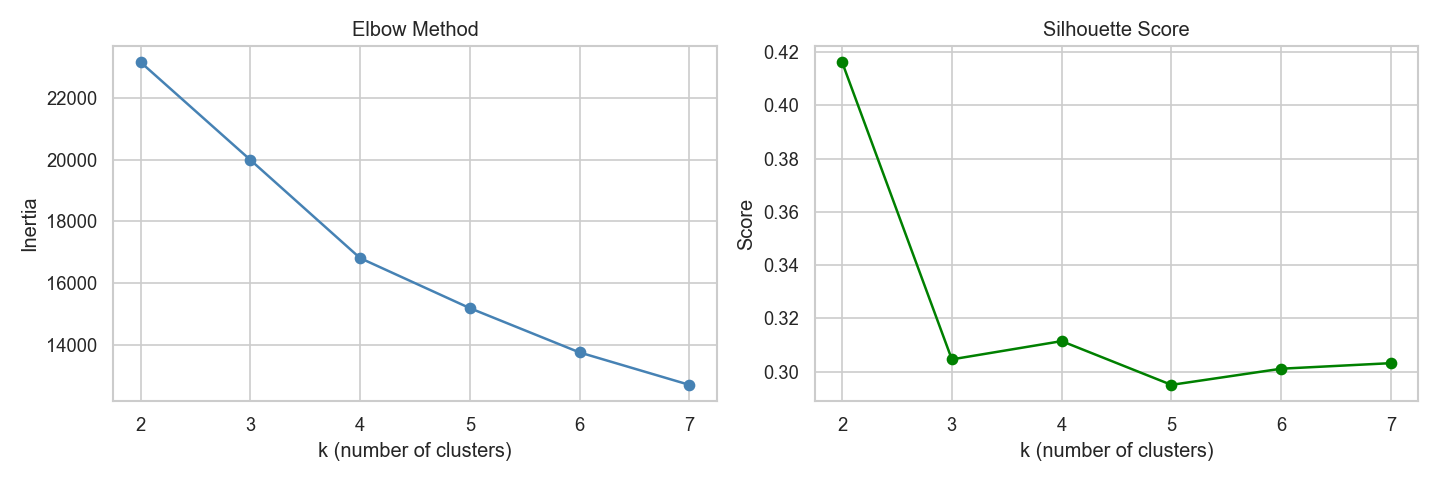 Elbow Method
Inertia
22000
20000
18000
16000
14000
2 3 4 5 6 7
k (number of clusters)
Silhouette Score
Score
0.42
0.40
0.38
0.36
0.34
0.32
0.30
2 3 4 5 6 7
k (number of clusters)